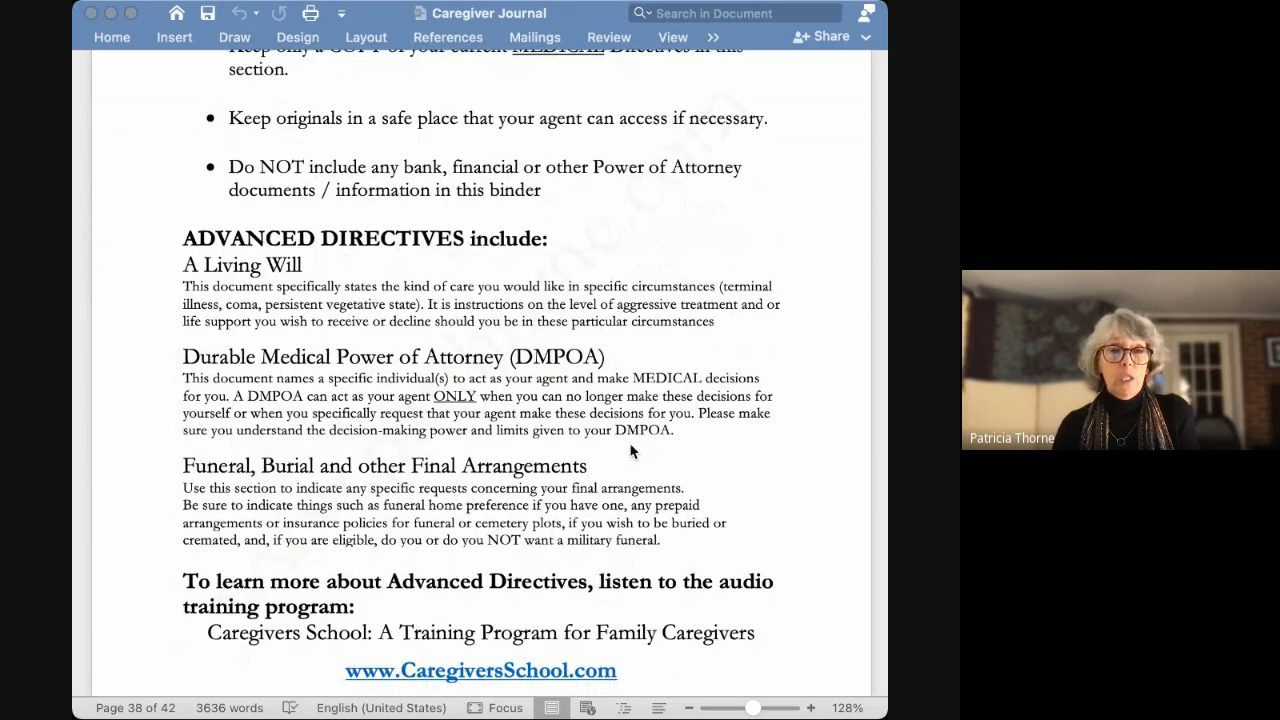 Caregiver Journal
Search in Document
Home Insert Draw Design Layout References Mailings Review View >> Share
Keep only a COPY of your current MEDICAL Directives in this
section.
• Keep originals in a safe place that your agent can access if necessary.
• Do NOT include any bank, financial or other Power of Attorney
documents / information in this binder
ADVANCED DIRECTIVES include:
A Living Will
This document specifically states the kind of care you would like in specific circumstances (terminal
illness, coma, persistent vegetative state). It is instructions on the level of aggressive treatment and or
life support you wish to receive or decline should you be in these particular circumstances
Durable Medical Power of Attorney (DMPOA)
This document names a specific individual(s) to act as your agent and make MEDICAL decisions
for you. A DMPOA can act as your agent ONLY when you can no longer make these decisions for
yourself or when you specifically request that your agent make these decisions for you. Please make
sure you understand the decision-making power and limits given to your DMPOA.
Funeral, Burial and other Final Arrangements
Use this section to indicate any specific requests concerning your final arrangements.
Be sure to indicate things such as funeral home preference if you have one, any prepaid
arrangements or insurance policies for funeral or cemetery plots, if you wish to be buried or
cremated, and, if you are eligible, do you or do you NOT want a military funeral.
To learn more about Advanced Directives, listen to the audio
training program:
Caregivers School: A Training Program for Family Caregivers
www.CaregiversSchool.com
Page 38 of 42 3636 words English (United States) Focus 128%
Patricia Thorne